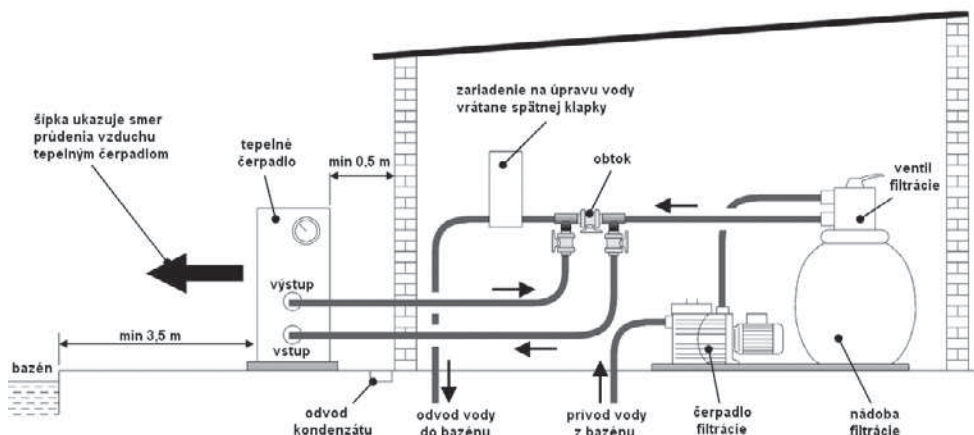 šípka ukazuje smer
prúdenia vzduchu
tepelným čerpadlom
tepelné
čerpadlo
min 0,5 m
zariadenie na úpravu vody
vrátane spätnej klapky
obtok
ventil
filtrácie
výstup
vstup
min 3,5 m
bazén
odvod
kondenzátu
odvod vody
do bazénu
prívod vody
z bazénu
čerpadlo
filtrácie
nádoba
filtrácie